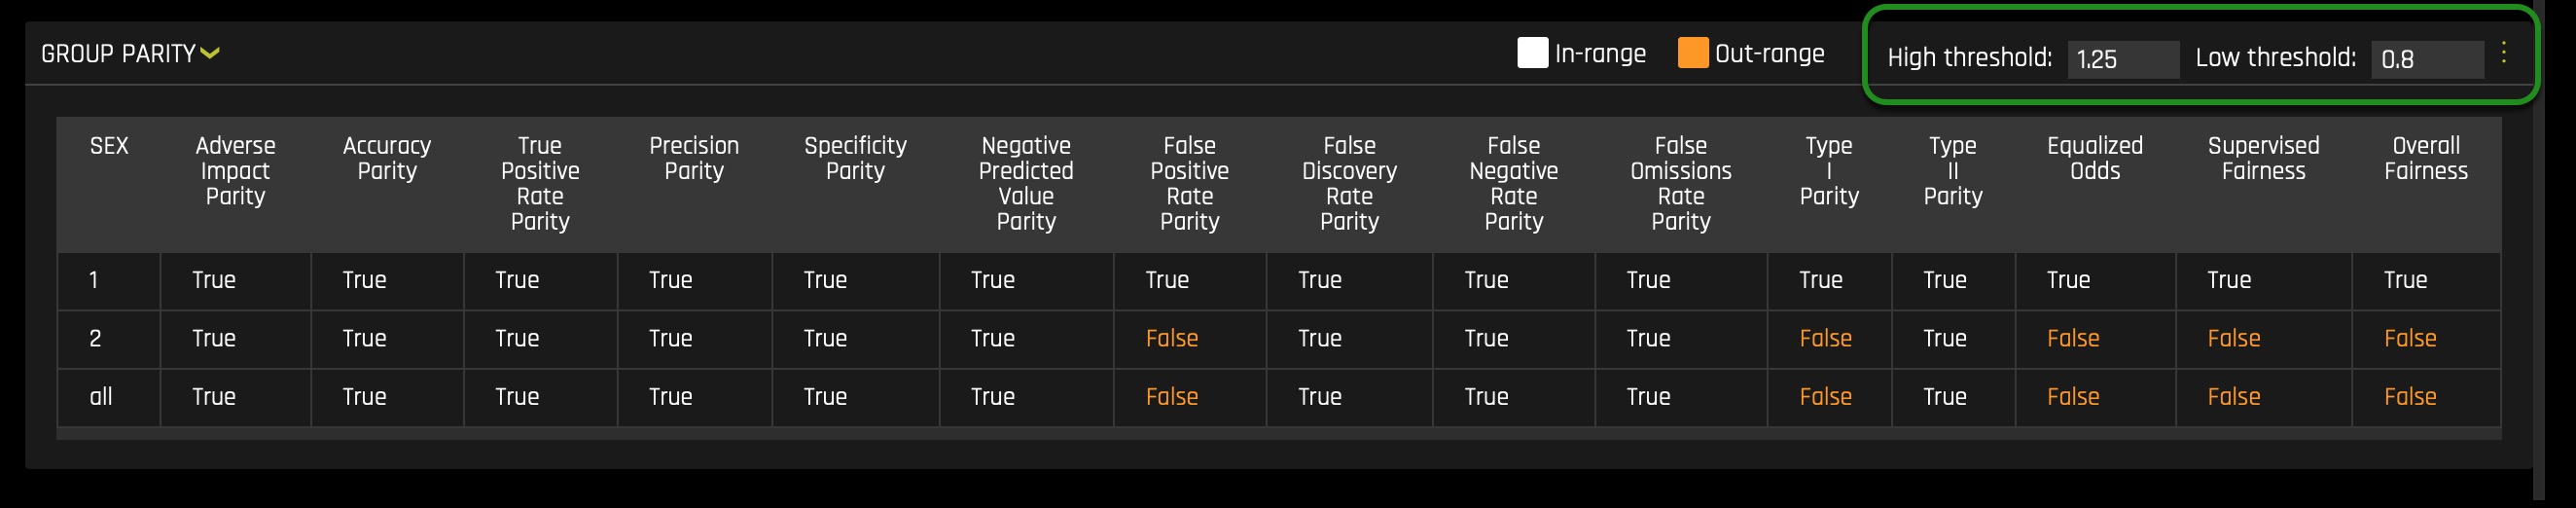 GROUP PARITY
In-range Out-range High threshold: 1.25 Low threshold: 0.8
SEX Adverse Impact Parity Accuracy Parity True Positive Rate Parity Precision Parity Specificity Parity Negative Predicted Value Parity False Positive Rate Parity False Discovery Rate Parity False Negative Rate Parity False Omissions Rate Parity Type I Parity Type II Parity Equalized Odds Supervised Fairness Overall Fairness
1 True True True True True True True True True True True True True True True
2 True True True True True True False True True True False True False False False
all True True True True True True False True True True False True False False False